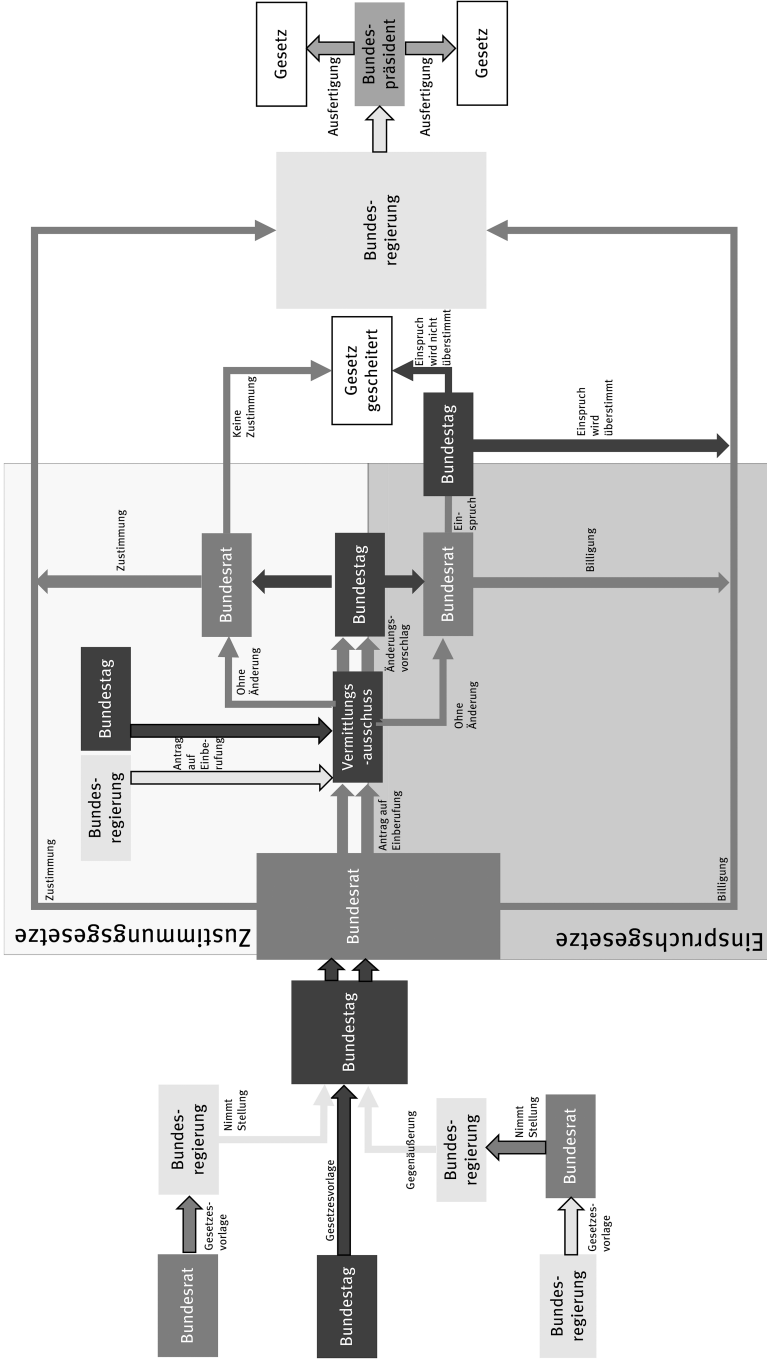 Bundesrat
Gesetzes-
vorlage
Bundes-
regierung
Nimmt
Stellung
Bundestag
Gesetzesvorlage
Bundes-
regierung
Gesetzes-
vorlage
Bundesrat
Nimmt
Stellung
Bundes-
regierung
Gegenäußerung
Bundestag
Bundesrat
Zustimmungsgesetze
Einspruchsgesetze
Zustimmung
Billigung
Antrag auf
Einberufung
Bundes-
regierung
Bundestag
Antrag
auf
Einbe-
rufung
Vermittlungs
-ausschuss
Ohne
Änderung
Änderungs-
vorschlag
Ohne
Änderung
Bundesrat
Zustimmung
Keine
Zustimmung
Bundestag
Bundesrat
Billigung
Ein-
spruch
Bundestag
Einspruch
wird
überstimmt
Einspruch
wird nicht
überstimmt
Gesetz
gescheitert
Bundes-
regierung
Bundes-
präsident
Ausfertigung
Ausfertigung
Gesetz
Gesetz